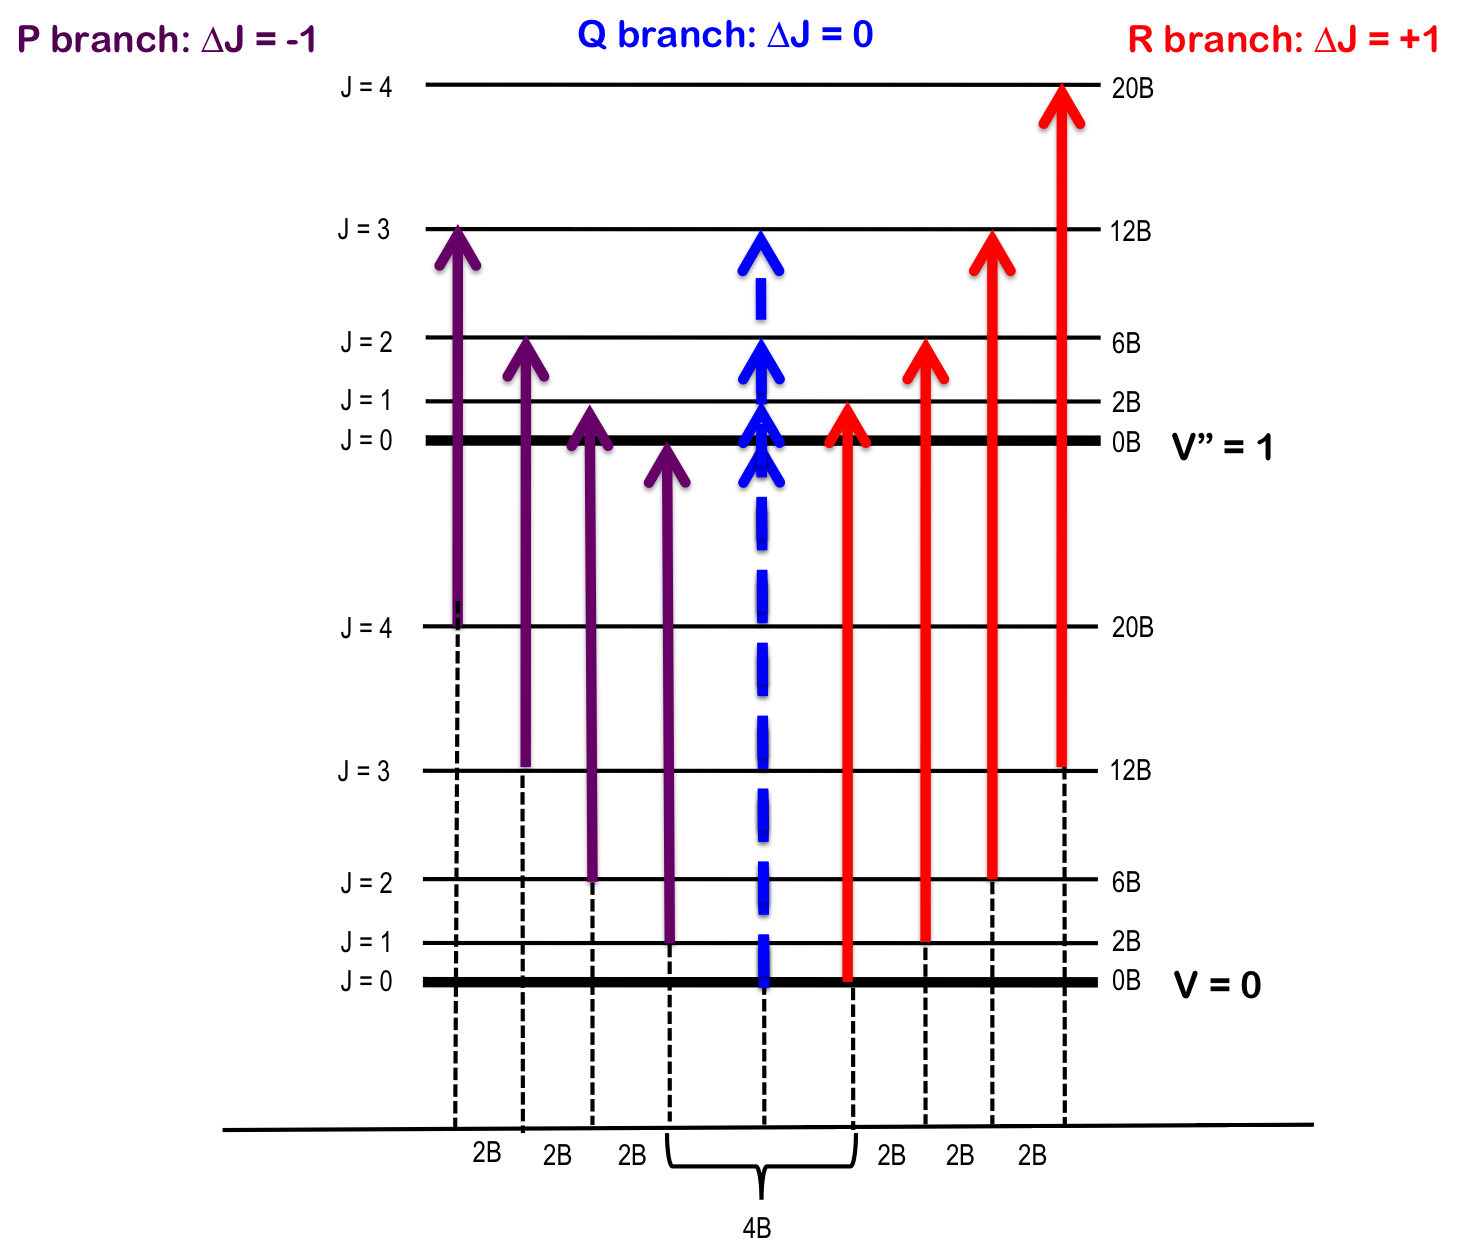 P branch: ΔJ = -1
Q branch: ΔJ = 0
R branch: ΔJ = +1
J = 4
20B
J = 3
12B
J = 2
6B
J = 1
2B
J = 0
0B
V” = 1
J = 4
20B
J = 3
12B
J = 2
6B
J = 1
2B
J = 0
0B
V = 0
2B
2B
2B
2B
2B
2B
4B